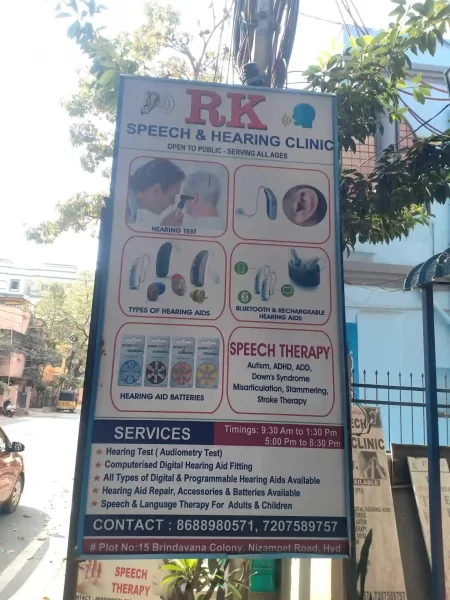 RK
SPEECH & HEARING CLINIC
OPEN TO PUBLIC - SERVING ALL AGES
HEARING TEST
TYPES OF HEARING AIDS
BLUETOOTH & RECHARGEABLE
HEARING AIDS
HEARING AID BATTERIES
SPEECH THERAPY
Autism, ADHD, ADD,
Down's Syndrome
Misarticulation, Stammering,
Stroke Therapy
SERVICES
Timings: 9:30 Am to 1:30 Pm
5:00 Pm to 8:30 Pm
* Hearing Test ( Audiometry Test)
* Computerised Digital Hearing Aid Fitting
* All Types of Digital & Programmable Hearing Aids Available
* Hearing Aid Repair, Accessories & Batteries Available
* Speech & Language Therapy For Adults & Children
CONTACT : 8688980571, 7207589757
# Plot No:15 Brindavana Colony, Nizampet Road, Hyd
SPEECH
THERAPY
CLINIC